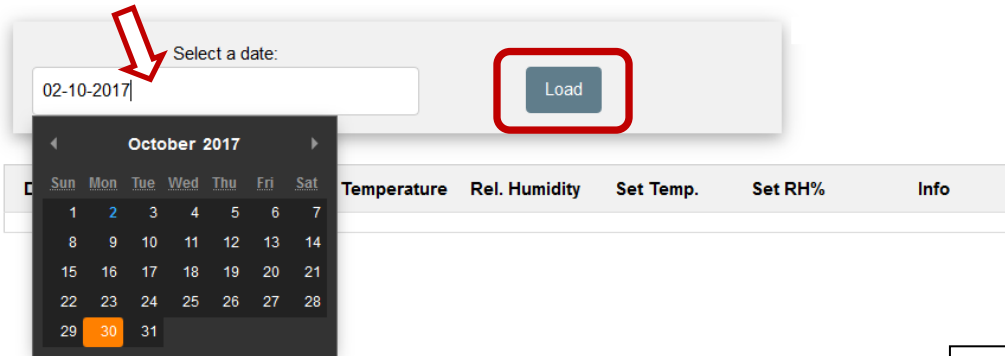 Select a date:
02-10-2017
Load
October 2017
Sun Mon Tue Wed Thu Fri Sat
Temperature Rel. Humidity Set Temp. Set RH% Info
1 2 3 4 5 6 7
8 9 10 11 12 13 14
15 16 17 18 19 20 21
22 23 24 25 26 27 28
29 30 31